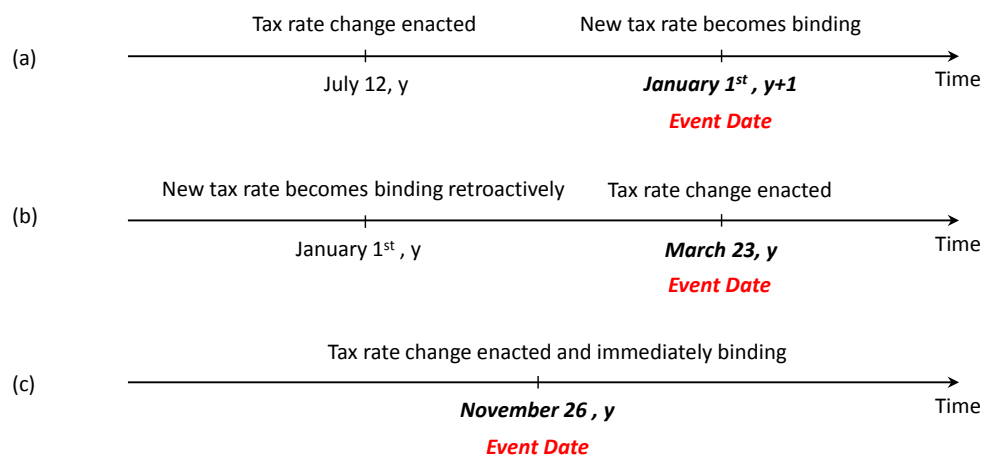 Tax rate change enacted New tax rate becomes binding
(a)
July 12, y January 1st , y+1 Time
Event Date
New tax rate becomes binding retroactively Tax rate change enacted
(b)
January 1st , y March 23, y Time
Event Date
Tax rate change enacted and immediately binding
(c)
November 26 , y Time
Event Date